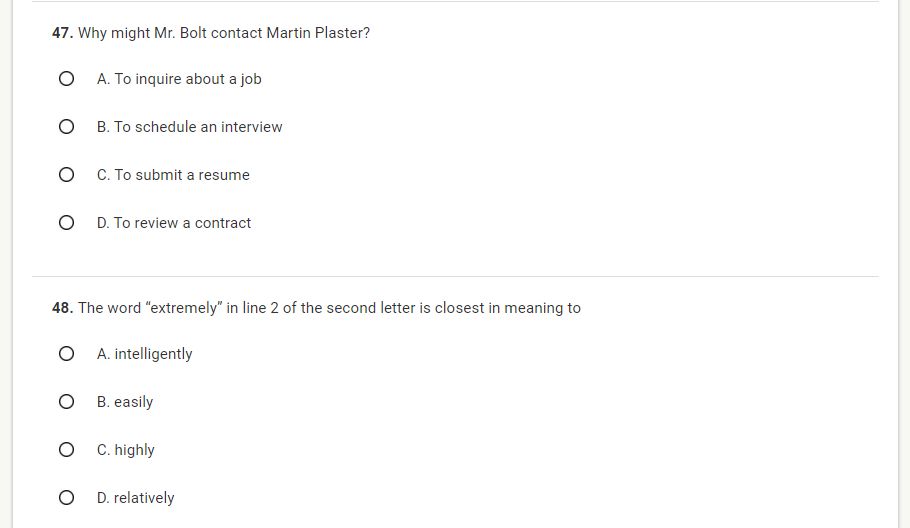 47. Why might Mr. Bolt contact Martin Plaster?
A. To inquire about a job
B. To schedule an interview
C. To submit a resume
D. To review a contract
48. The word “extremely” in line 2 of the second letter is closest in meaning to
A. intelligently
B. easily
C. highly
D. relatively